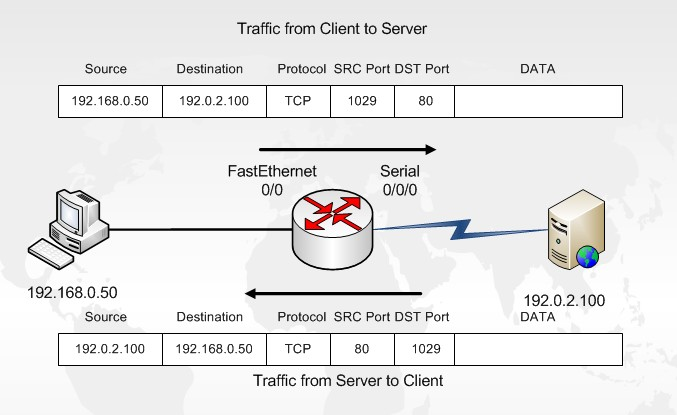 Traffic from Client to Server
Source Destination Protocol SRC Port DST Port DATA
192.168.0.50 192.0.2.100 TCP 1029 80
FastEthernet
0/0
Serial
0/0/0
192.168.0.50
192.0.2.100
Source Destination Protocol SRC Port DST Port DATA
192.0.2.100 192.168.0.50 TCP 80 1029
Traffic from Server to Client